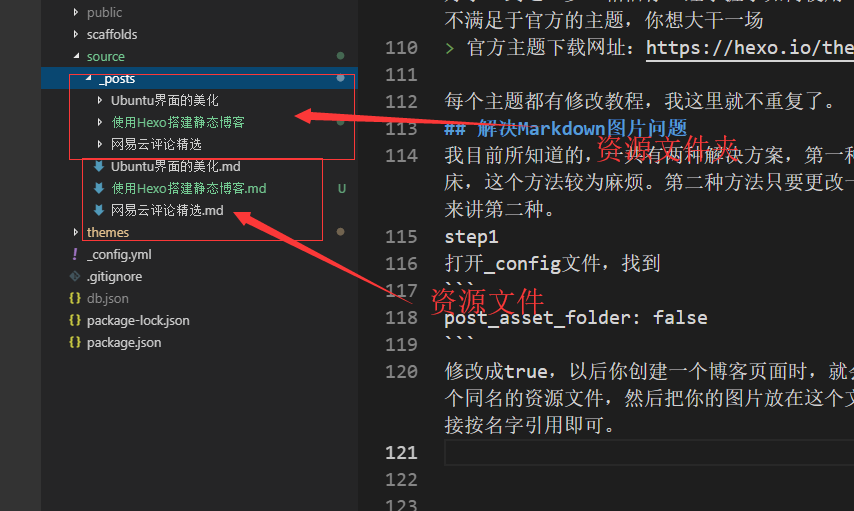 public
scaffolds
source
_posts
Ubuntu界面的美化
使用Hexo搭建静态博客
网易云评论精选
Ubuntu界面的美化.md
使用Hexo搭建静态博客.md U
网易云评论精选.md
themes
! _config.yml
.gitignore
{} db.json
{} package-lock.json
{} package.json
不满足于官方的主题，你想大干一场
110 > 官方主题下载网址：https://hexo.io/the
111
112 每个主题都有修改教程，我这里就不重复了。
113 ## 解决Markdown图片问题
资源文件夹
114 我目前所知道的，一共有两种解决方案，第一种
床，这个方法较为麻烦。第二种方法只要更改一
来讲第二种。
115 step1
116 打开_config文件，找到
117 ```
资源文件
118 post_asset_folder: false
119 ```
120 修改成true，以后你创建一个博客页面时，就会
个同名的资源文件，然后把你的图片放在这个文
接按名字引用即可。
121
122
123